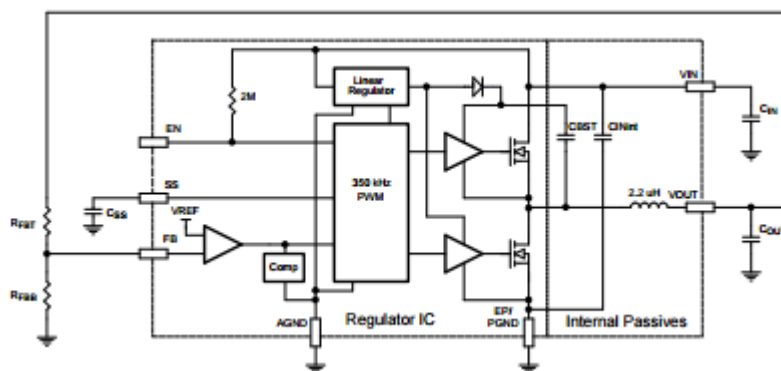 Linear
Regulator
VIN
2M
CBST
CINint
CIN
EN
350 kHz
PWM
SS
2.2 uH
VOUT
CSS
VREF
RFBT
FB
COUT
Comp
RFBB
AGND
Regulator IC
EP/
PGND
Internal Passives